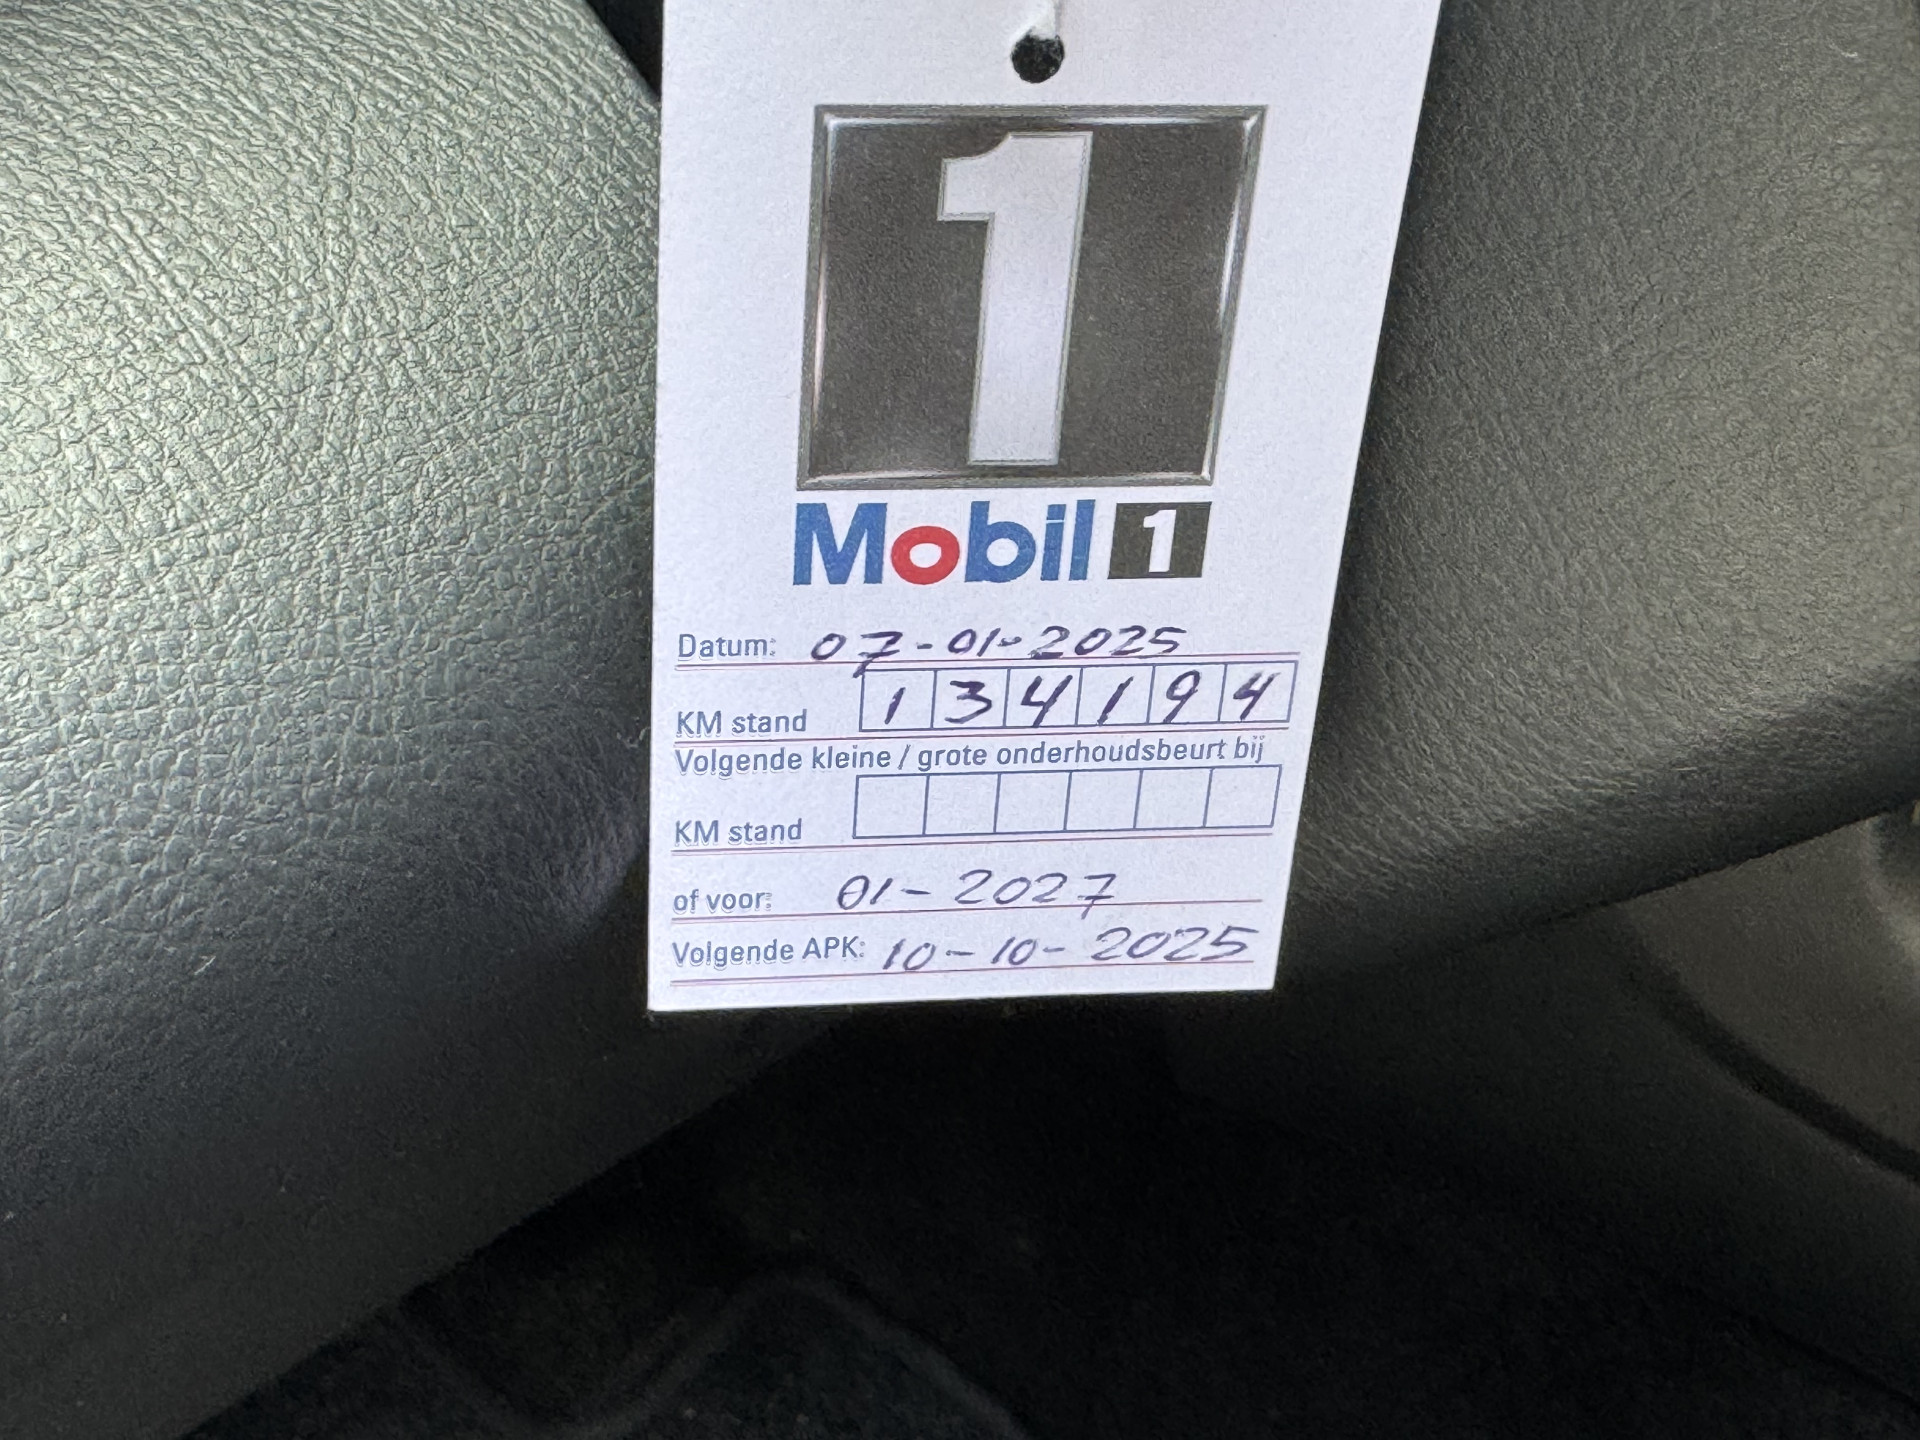 1
Mobil 1
Datum: 07-01-2025
KM stand 134194
Volgende kleine / grote onderhoudsbeurt bij
KM stand
of voor: 01-2027
Volgende APK: 10-10-2025